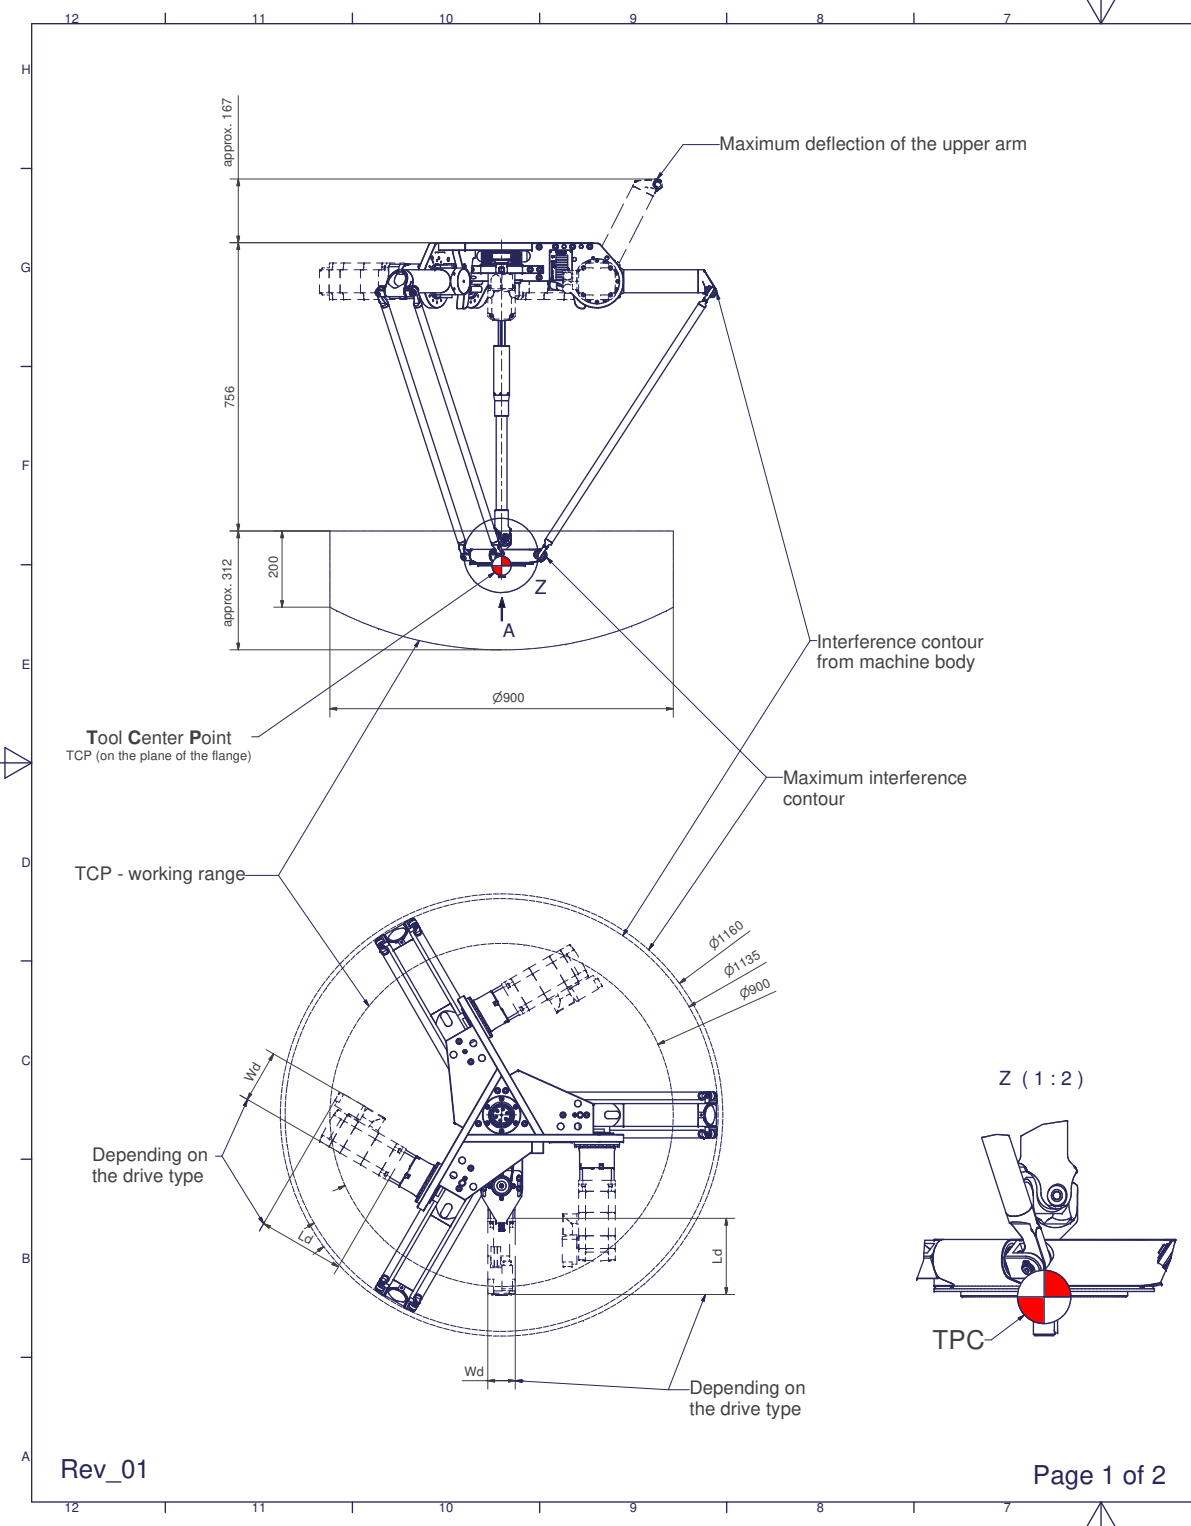 12 11 10 9 8 7
H
approx. 167
Maximum deflection of the upper arm
G
756
F
approx. 312
200
Z
A
E
Interference contour
from machine body
Ø900
Tool Center Point
TCP (on the plane of the flange)
Maximum interference
contour
D
TCP - working range
Ø1160
Ø1135
Ø900
C
Wd
Z ( 1 : 2 )
Depending on
the drive type
Ld
B
Ld
TPC
Wd
Depending on
the drive type
A
Rev_01
Page 1 of 2
12 11 10 9 8 7